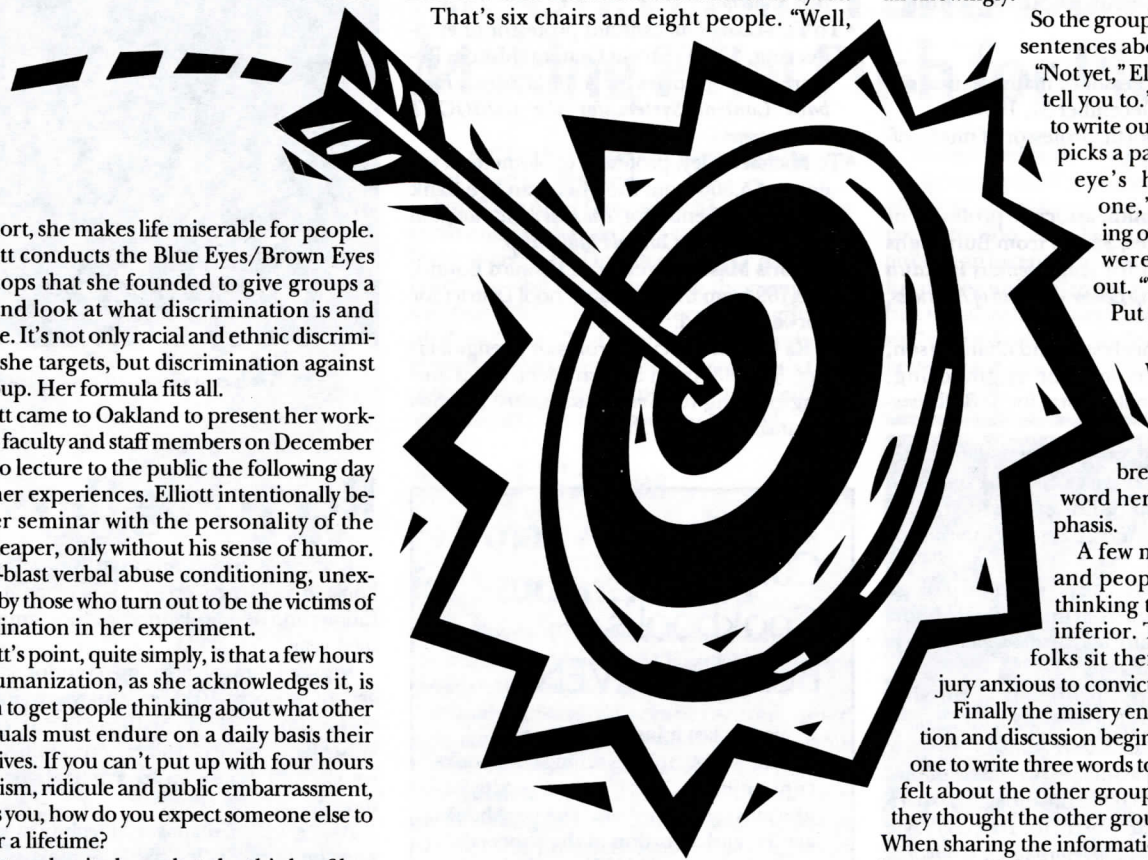 ort, she makes life miserable for people.
tt conducts the Blue Eyes/Brown Eyes
ops that she founded to give groups a
nd look at what discrimination is and
e. It's not only racial and ethnic discrimi-
she targets, but discrimination against
up. Her formula fits all.
tt came to Oakland to present her work-
faculty and staff members on December
o lecture to the public the following day
her experiences. Elliott intentionally be-
er seminar with the personality of the
eaper, only without his sense of humor.
-blast verbal abuse conditioning, unex-
by those who turn out to be the victims of
ination in her experiment.
tt's point, quite simply, is that a few hours
umanization, as she acknowledges it, is
h to get people thinking about what other
uals must endure on a daily basis their
ives. If you can't put up with four hours
ism, ridicule and public embarrassment,
s you, how do you expect someone else to
r a lifetime?
That's six chairs and eight people. "Well,
So the group
sentences abo
"Not yet," El
tell you to."
to write ou
picks a pa
eye's h
one,"
ing o
were
out. "
Put
bre
word her
phasis.
A few m
and peop
thinking t
inferior. T
folks sit the
jury anxious to convic
Finally the misery en
tion and discussion begin
one to write three words to
felt about the other group
they thought the other grou
When sharing the informati